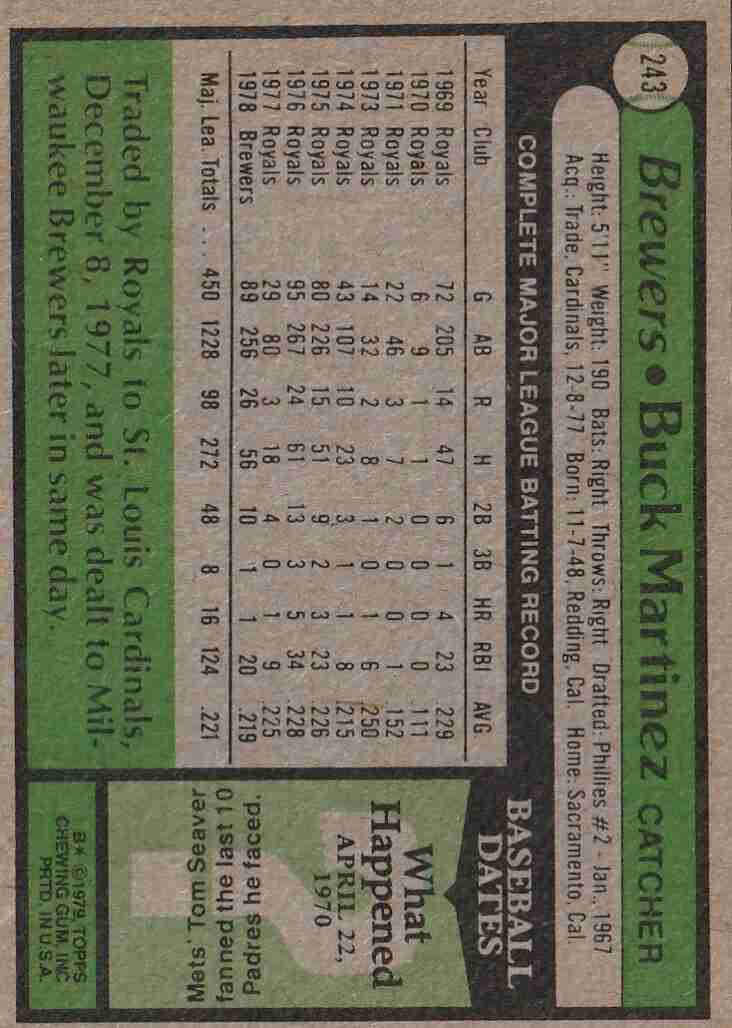 243
Brewers • Buck Martinez CATCHER
Height: 5'11" Weight: 190 Bats: Right Throws: Right Drafted: Phillies #2 - Jan., 1967
Acq.: Trade, Cardinals, 12-8-77 Born: 11-7-48, Redding, Cal. Home: Sacramento, Cal.
COMPLETE MAJOR LEAGUE BATTING RECORD
Year Club G AB R H 2B 3B HR RBI AVG.
1969 Royals 72 205 14 47 6 1 4 23 .229
1970 Royals 6 9 1 1 0 0 0 0 .111
1971 Royals 22 46 3 7 2 0 0 1 .152
1973 Royals 14 32 2 8 1 0 1 6 .250
1974 Royals 43 107 10 23 3 1 1 8 .215
1975 Royals 80 226 15 51 9 2 3 23 .226
1976 Royals 95 267 24 61 13 3 5 34 .228
1977 Royals 29 80 3 18 4 0 1 9 .225
1978 Brewers 89 256 26 56 10 1 1 20 .219
Maj. Lea Totals . . . 450 1228 98 272 48 8 16 124 .221
Traded by Royals to St. Louis Cardinals,
December 8, 1977, and was dealt to Mil-
waukee Brewers later in same day.
BASEBALL
DATES
What
Happened
APRIL 22,
1970
Mets' Tom Seaver
fanned the last 10
Padres he faced.
B* ©1979 TOPPS
CHEWING GUM, INC
PRTD. IN U.S.A.